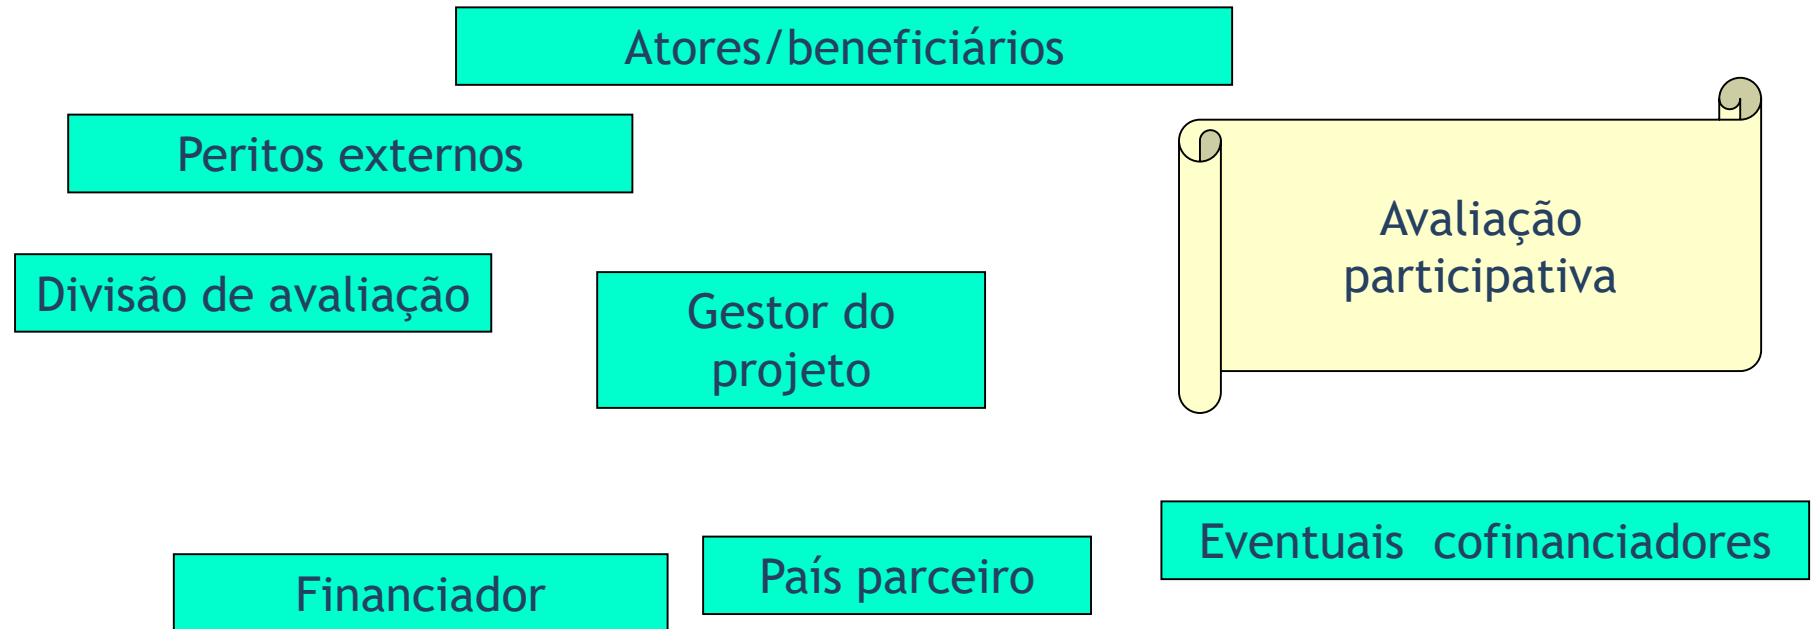 Atores/beneficiários
Peritos externos
Avaliação
participativa
Divisão de avaliação
Gestor do
projeto
Eventuais  cofinanciadores
País parceiro
Financiador